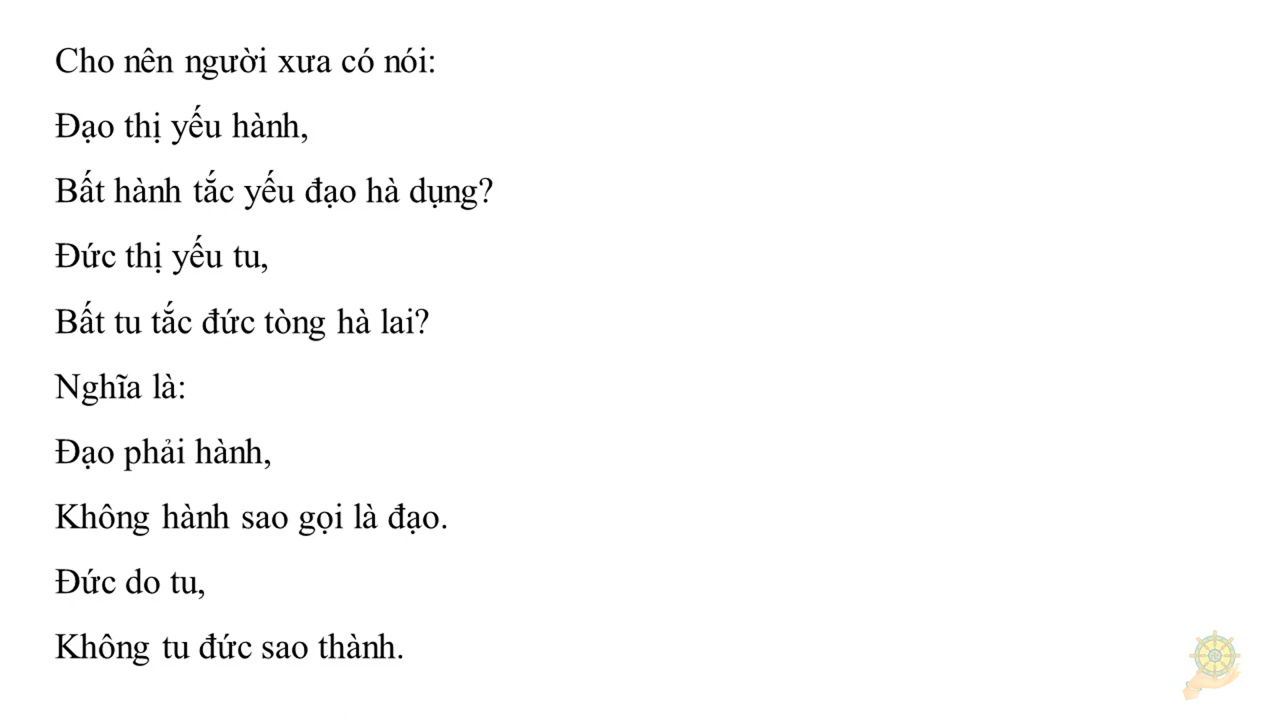 Cho nên người xưa có nói:
Đạo thị yếu hành,
Bất hành tắc yếu đạo hà dụng?
Đức thị yếu tu,
Bất tu tắc đức tòng hà lai?
Nghĩa là:
Đạo phải hành,
Không hành sao gọi là đạo.
Đức do tu,
Không tu đức sao thành.